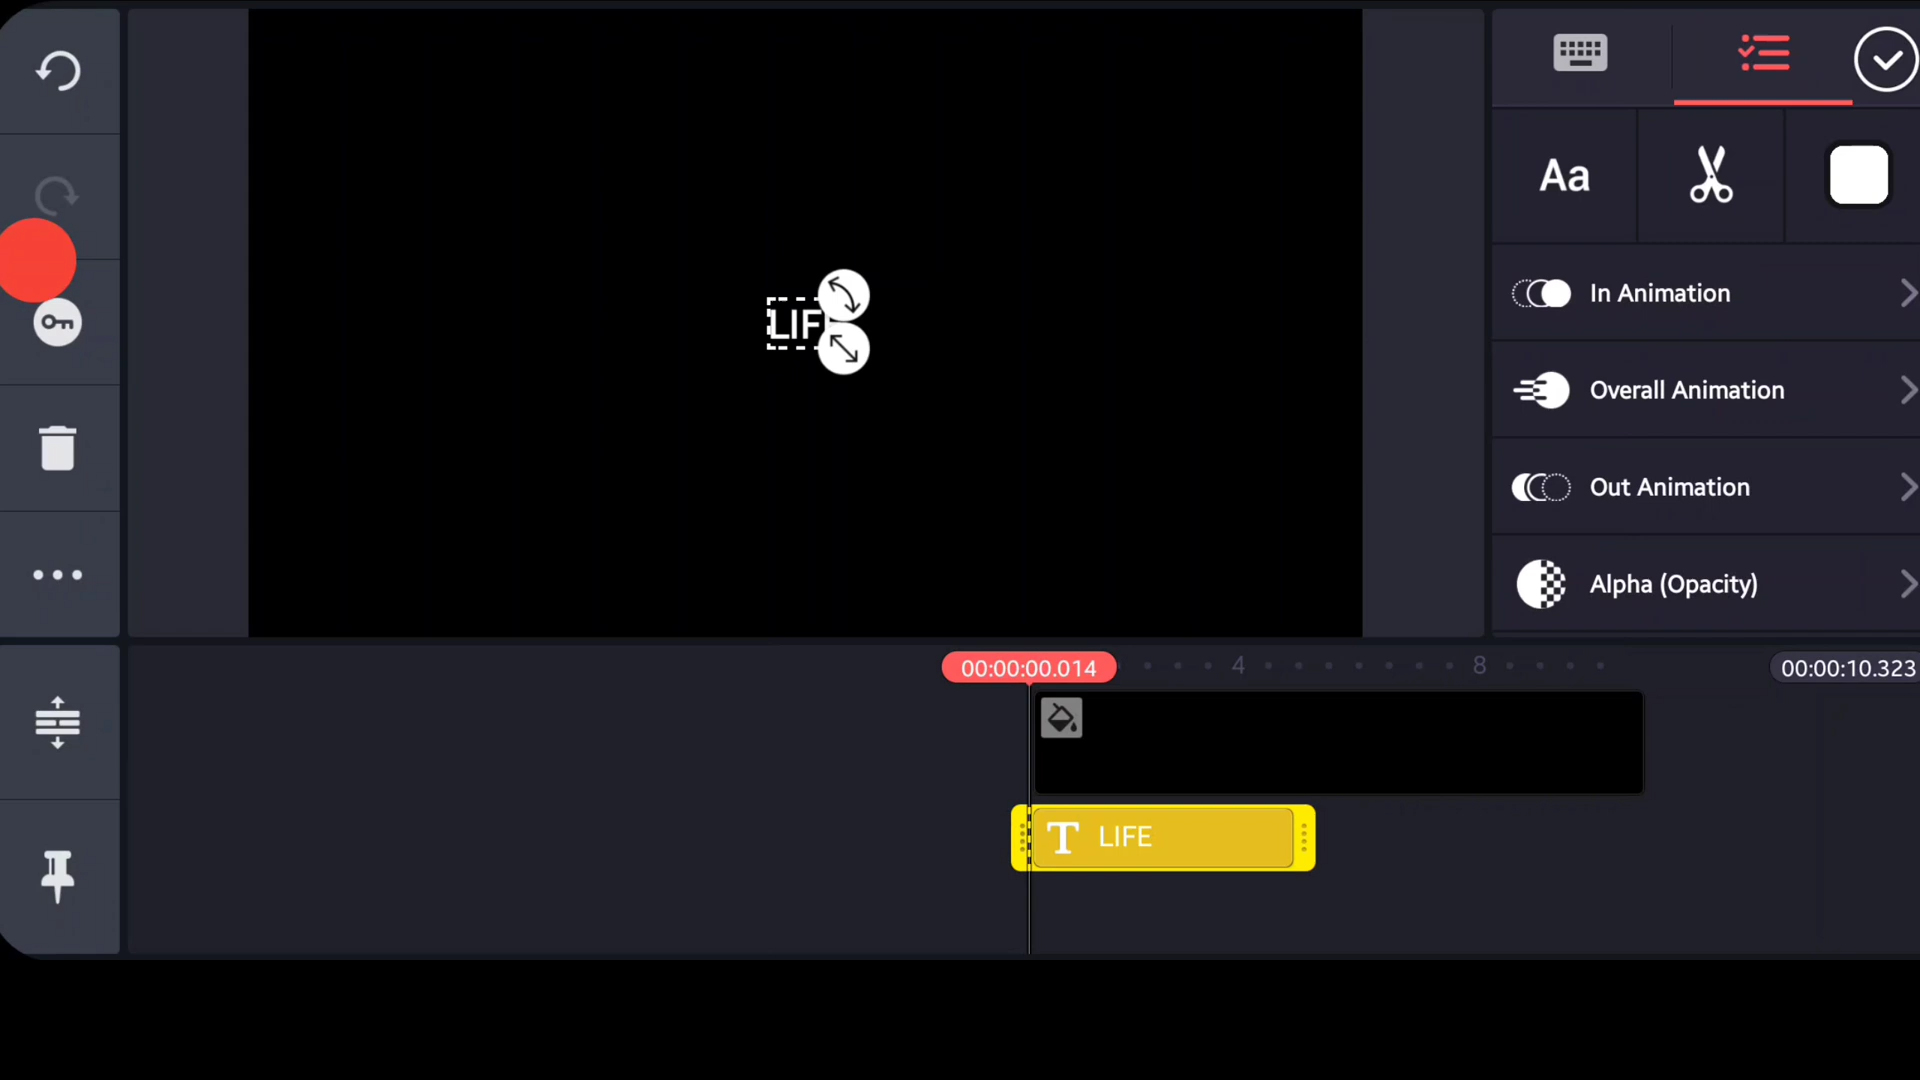 Aa
In Animation
LIFE
Overall Animation
Out Animation
Alpha (Opacity)
00:00:00.014
4
8
00:00:10.323
T LIFE